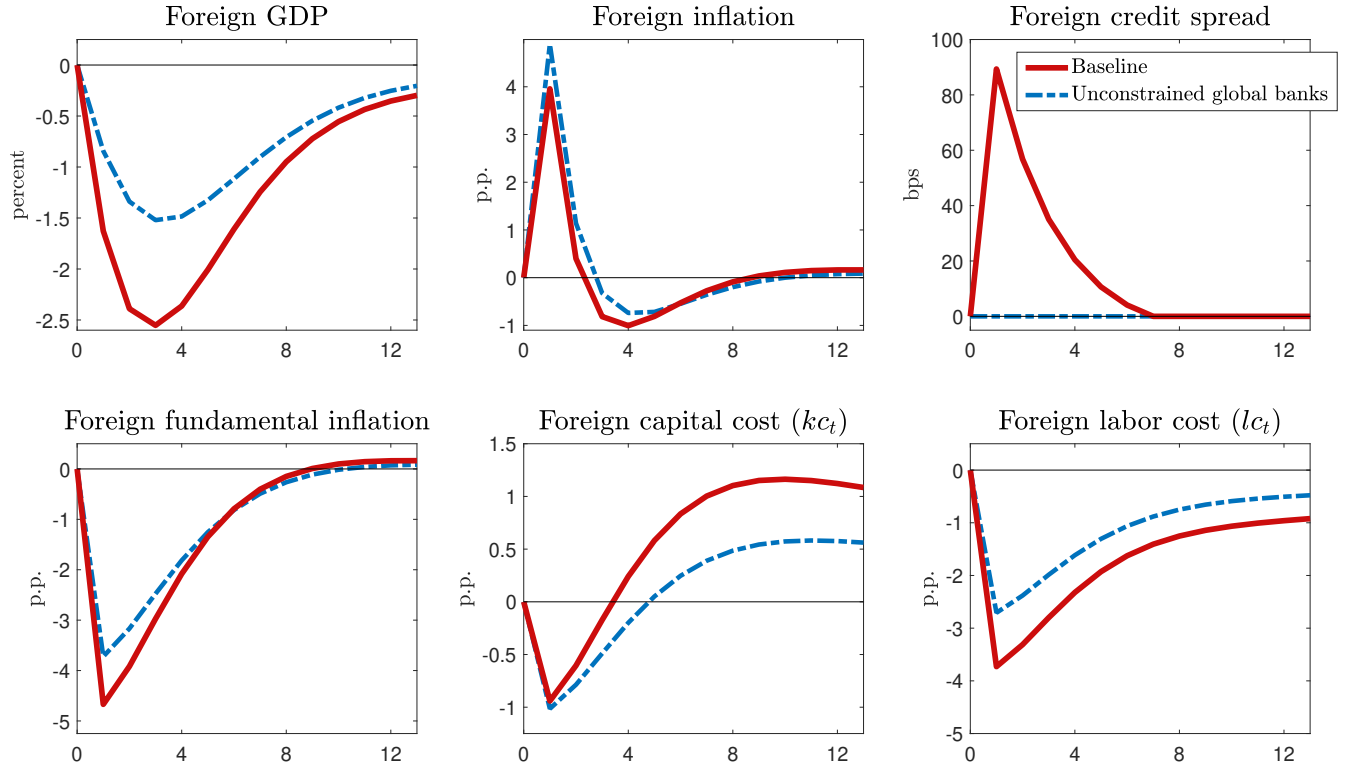 Foreign GDP
percent
0
-0.5
-1
-1.5
-2
-2.5
0 4 8 12
Foreign inflation
p.p.
4
3
2
1
0
-1
0 4 8 12
Foreign credit spread
bps
100
80
60
40
20
0
0 4 8 12
Baseline
Unconstrained global banks
Foreign fundamental inflation
p.p.
0
-1
-2
-3
-4
-5
0 4 8 12
Foreign capital cost (kcₜ)
p.p.
1.5
1
0.5
0
-0.5
-1
0 4 8 12
Foreign labor cost (lcₜ)
p.p.
0
-1
-2
-3
-4
-5
0 4 8 12